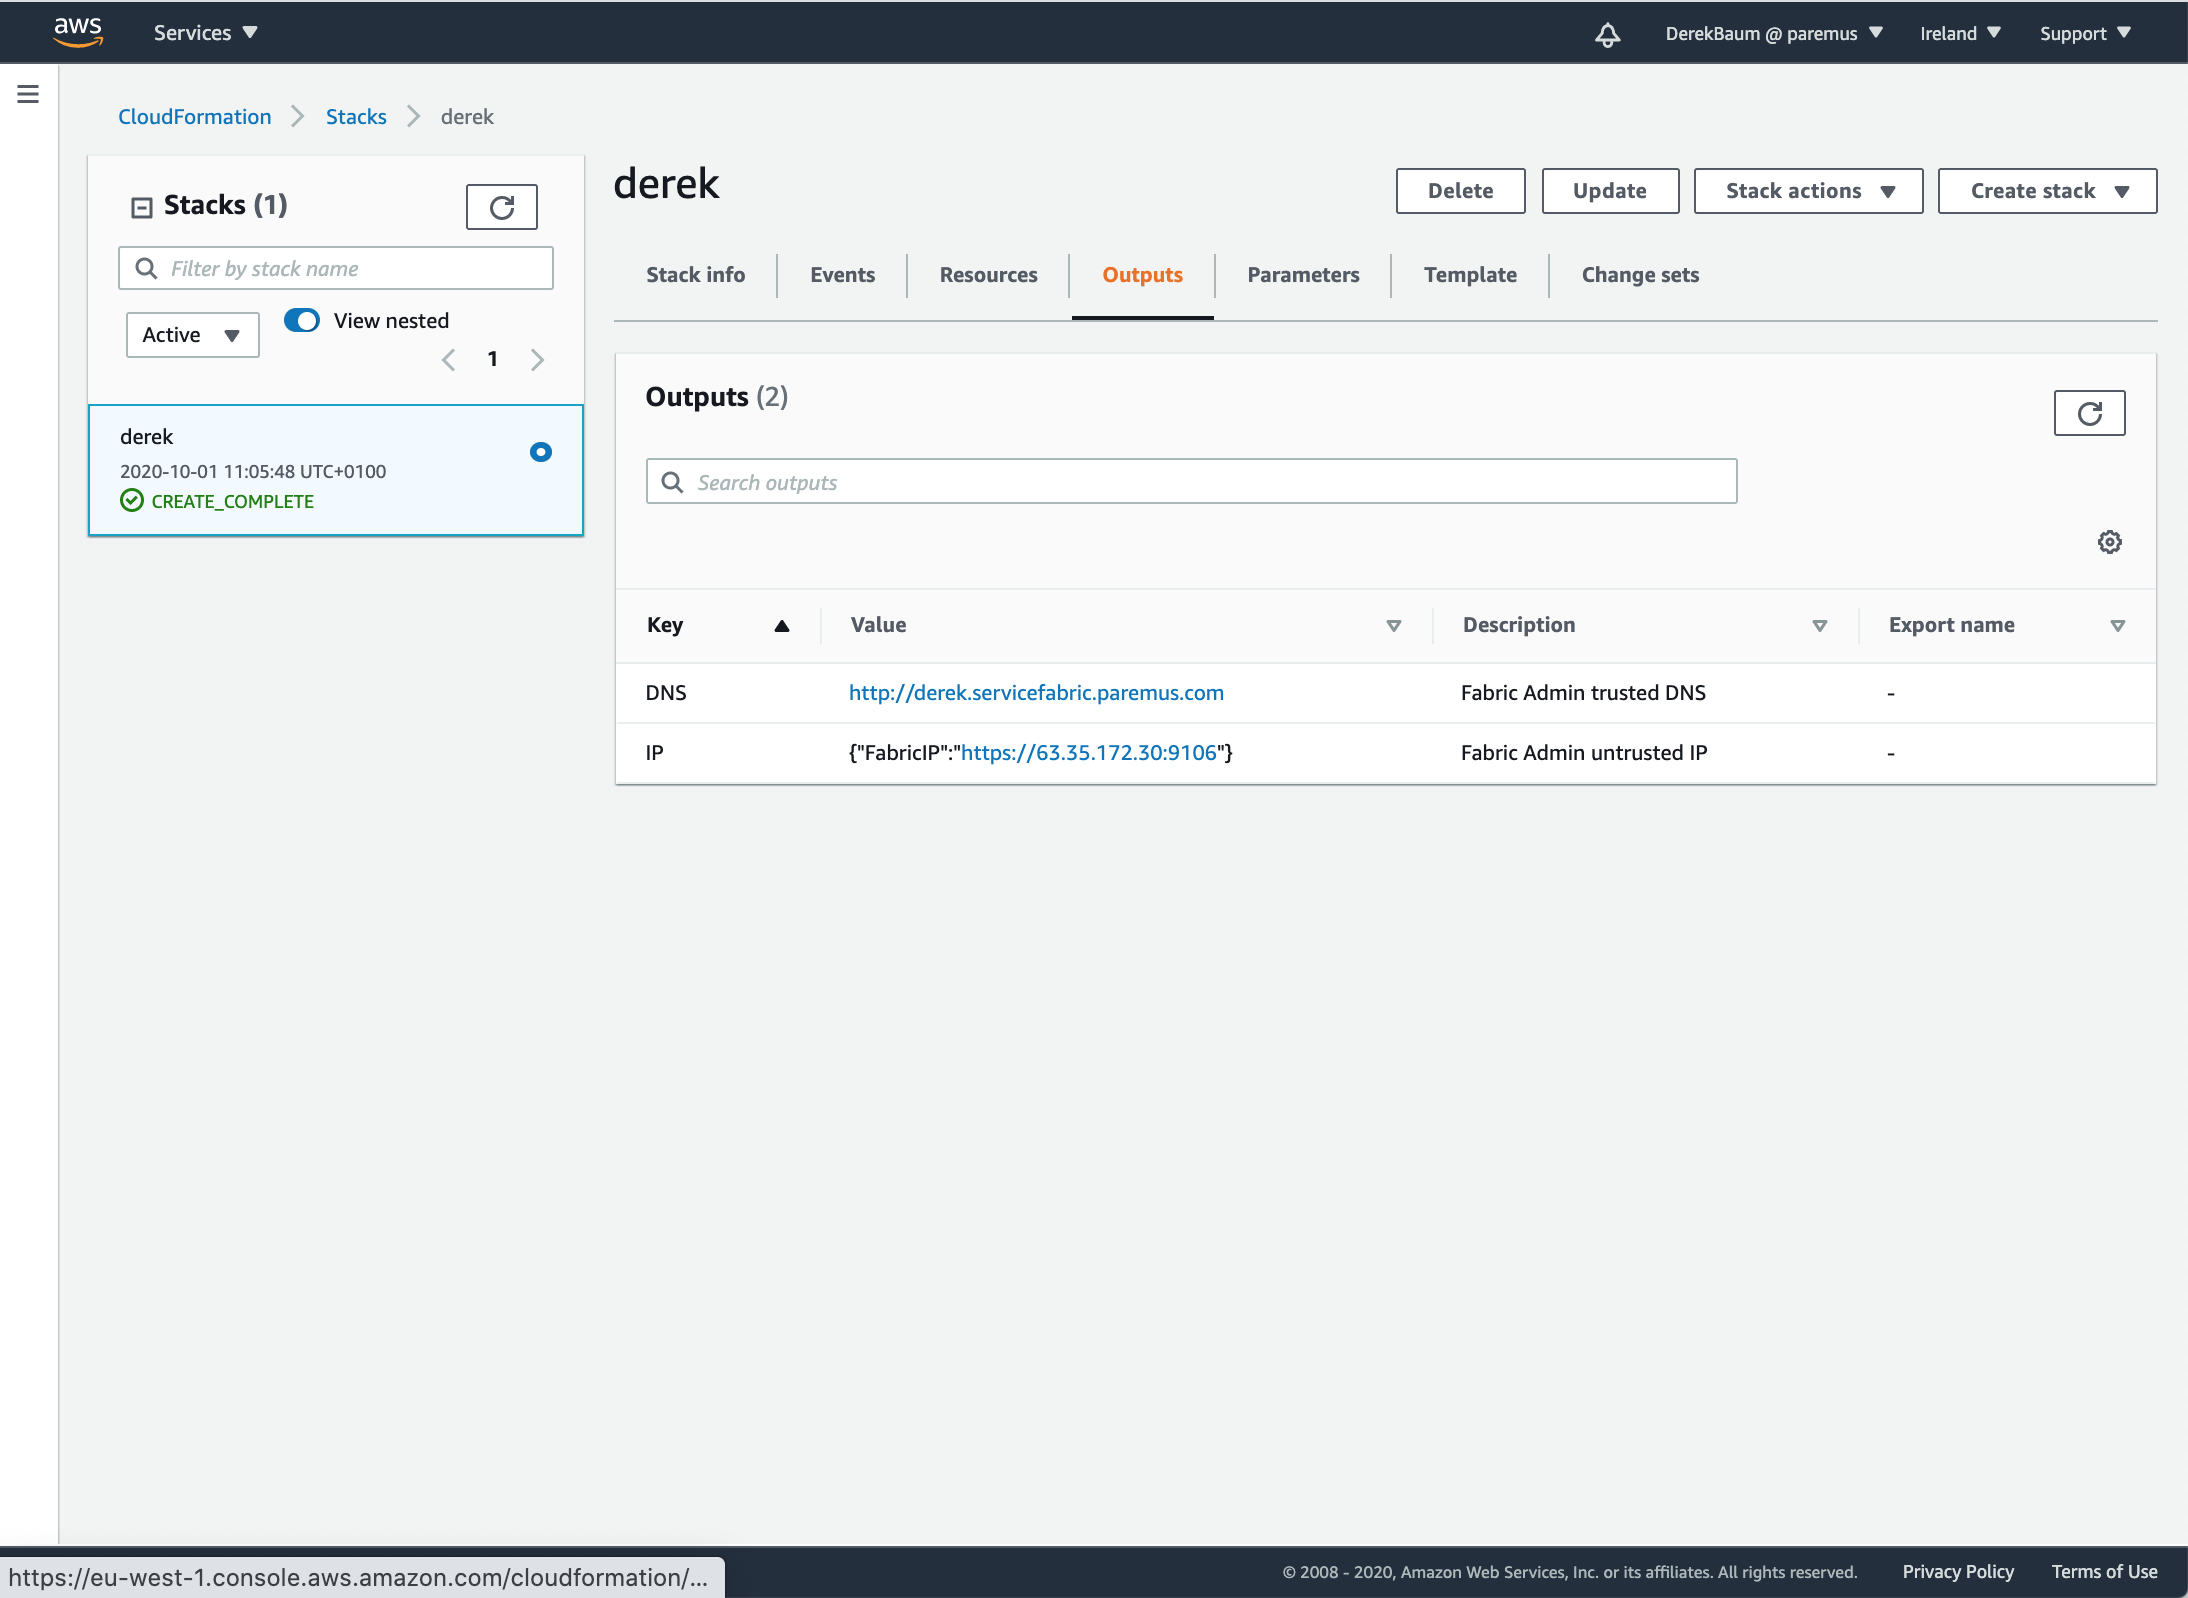 aws
Services
DerekBaum @ paremus
Ireland
Support
CloudFormation
Stacks
derek
Stacks (1)
Filter by stack name
Active
View nested
1
derek
2020-10-01 11:05:48 UTC+0100
CREATE_COMPLETE
derek
Delete
Update
Stack actions
Create stack
Stack info
Events
Resources
Outputs
Parameters
Template
Change sets
Outputs (2)
Search outputs
Key
Value
Description
Export name
DNS
http://derek.servicefabric.paremus.com
Fabric Admin trusted DNS
-
IP
{"FabricIP":"https://63.35.172.30:9106"}
Fabric Admin untrusted IP
-
https://eu-west-1.console.aws.amazon.com/cloudformation/...
© 2008 - 2020, Amazon Web Services, Inc. or its affiliates. All rights reserved.
Privacy Policy
Terms of Use